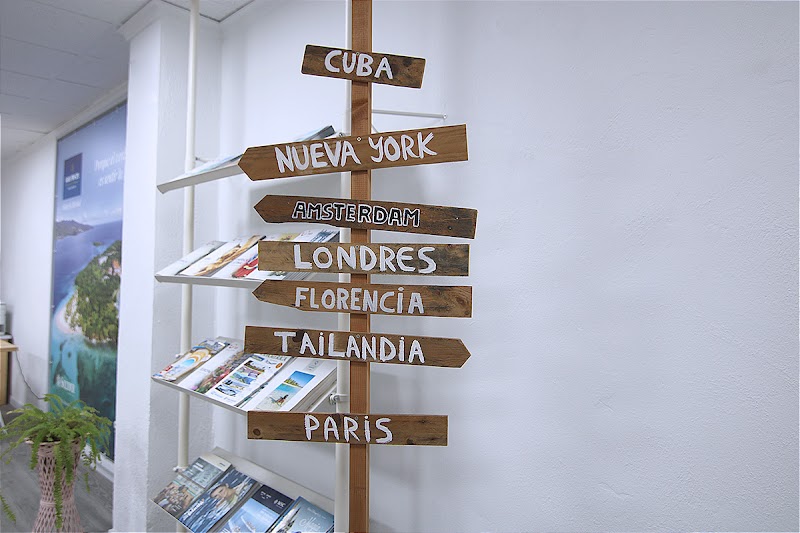 CUBA
NUEVA YORK
AMSTERDAM
LONDRES
FLORENCIA
TAILANDIA
PARIS